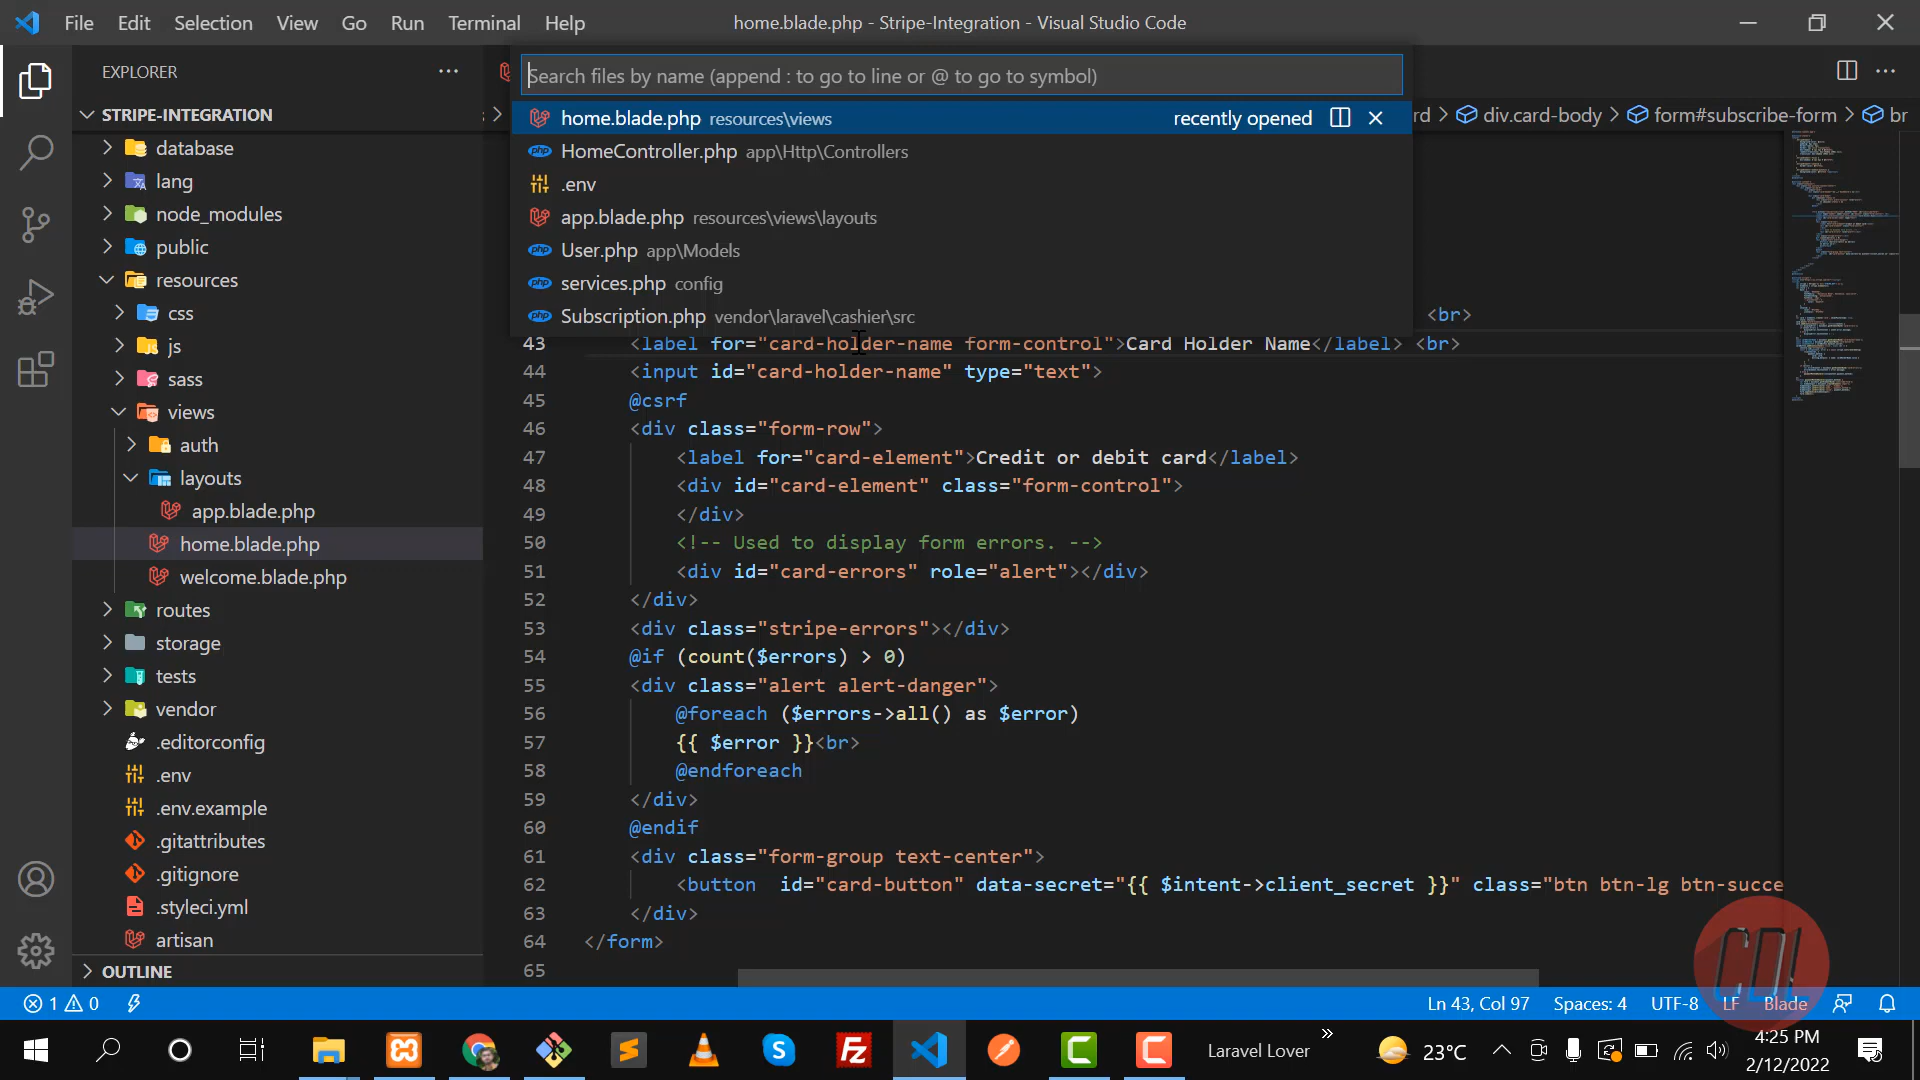 File Edit Selection View Go Run Terminal Help
home.blade.php - Stripe-Integration - Visual Studio Code
EXPLORER
Search files by name (append : to go to line or @ to go to symbol)
STRIPE-INTEGRATION
home.blade.php resources\views recently opened
rd > div.card-body > form#subscribe-form > br
HomeController.php app\Http\Controllers
.env
app.blade.php resources\views\layouts
User.php app\Models
services.php config
Subscription.php vendor\laravel\cashier\src
database
lang
node_modules
public
resources
css
js
sass
views
auth
layouts
app.blade.php
home.blade.php
welcome.blade.php
routes
storage
tests
vendor
.editorconfig
.env
.env.example
.gitattributes
.gitignore
.styleci.yml
artisan
OUTLINE
<br>
43 <label for="card-holder-name form-control">Card Holder Name</label> <br>
44 <input id="card-holder-name" type="text">
45 @csrf
46 <div class="form-row">
47 <label for="card-element">Credit or debit card</label>
48 <div id="card-element" class="form-control">
49 </div>
50 <!-- Used to display form errors. -->
51 <div id="card-errors" role="alert"></div>
52 </div>
53 <div class="stripe-errors"></div>
54 @if (count($errors) > 0)
55 <div class="alert alert-danger">
56 @foreach ($errors->all() as $error)
57 {{ $error }}<br>
58 @endforeach
59 </div>
60 @endif
61 <div class="form-group text-center">
62 <button  id="card-button" data-secret="{{ $intent->client_secret }}" class="btn btn-lg btn-succe
63 </div>
64 </form>
65
1 0
Ln 43, Col 97 Spaces: 4 UTF-8 LF Blade
Laravel Lover
23°C
4:25 PM
2/12/2022